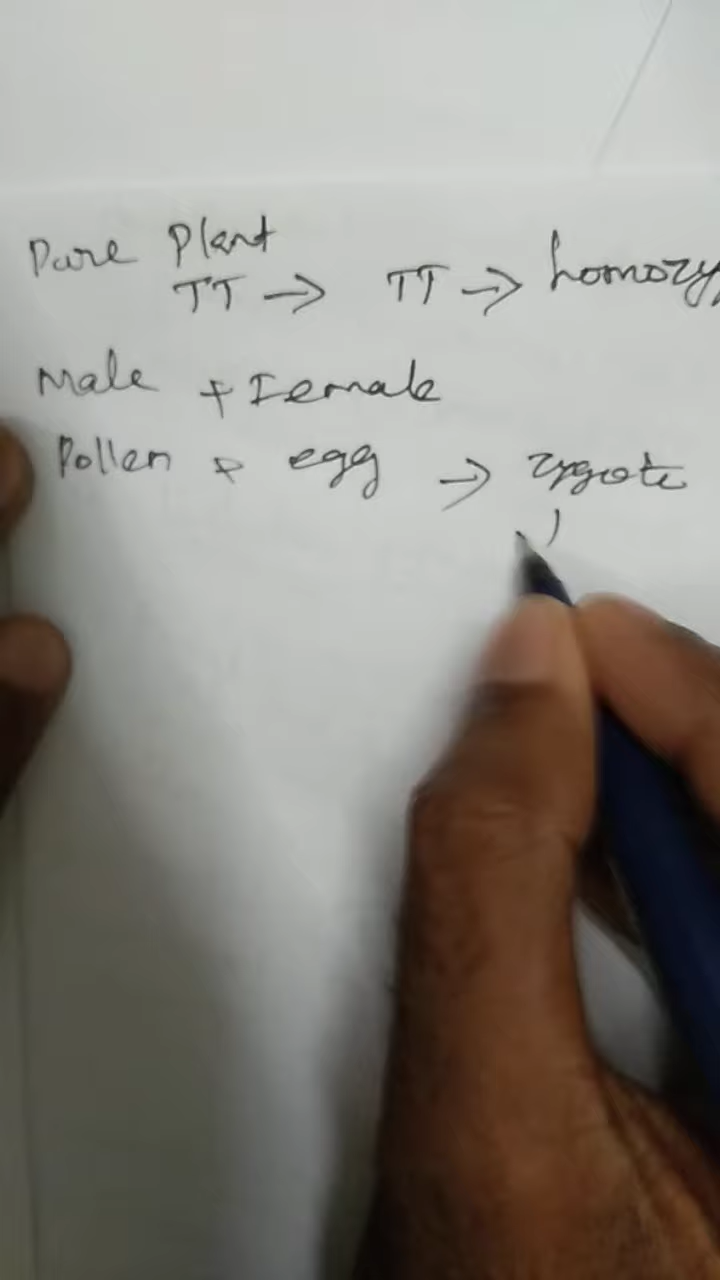 Pure Plant
TT → TT → homozy
Male + Female
Pollen + egg → zygote